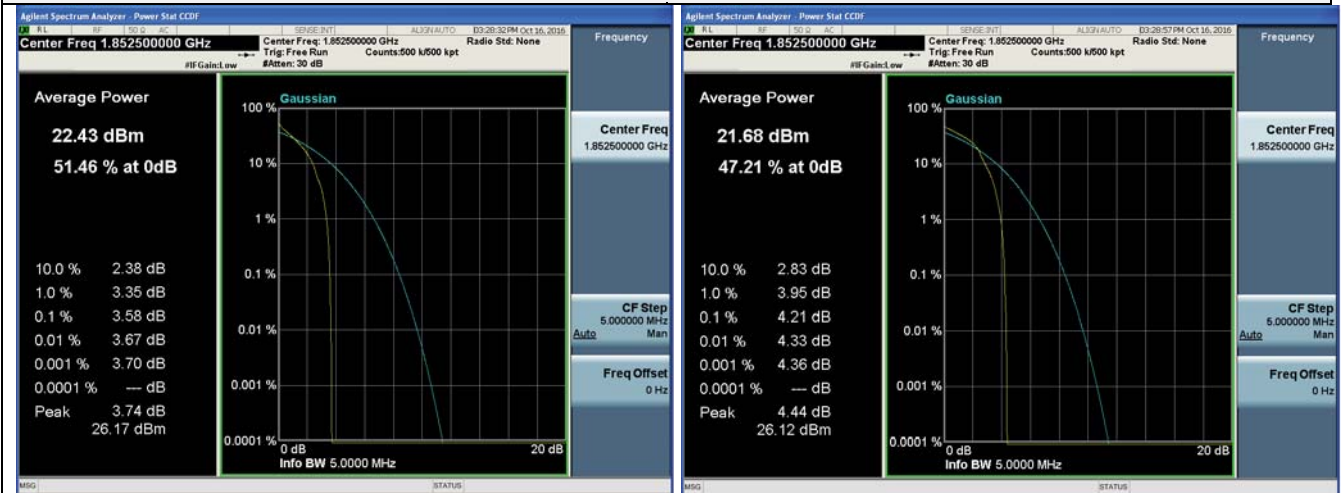 Agilent Spectrum Analyzer - Power Stat CCDF
RL RF 50 Ω AC SENSE:INT ALIGN AUTO 03:28:32 PM Oct 16, 2016
Center Freq 1.852500000 GHz
Center Freq: 1.852500000 GHz Radio Std: None
Trig: Free Run Counts:500 k/500 kpt
#IFGain:Low #Atten: 30 dB
Frequency
Average Power
22.43 dBm
51.46 % at 0dB
10.0 % 2.38 dB
1.0 % 3.35 dB
0.1 % 3.58 dB
0.01 % 3.67 dB
0.001 % 3.70 dB
0.0001 % --- dB
Peak 3.74 dB
26.17 dBm
Gaussian
100 %
10 %
1 %
0.1 %
0.01 %
0.001 %
0.0001 %
0 dB 20 dB
Info BW 5.0000 MHz
Center Freq
1.852500000 GHz
CF Step
5.000000 MHz
Auto Man
Freq Offset
0 Hz
MSG STATUS
Agilent Spectrum Analyzer - Power Stat CCDF
RL RF 50 Ω AC SENSE:INT ALIGN AUTO 03:28:57 PM Oct 16, 2016
Center Freq 1.852500000 GHz
Center Freq: 1.852500000 GHz Radio Std: None
Trig: Free Run Counts:500 k/500 kpt
#IFGain:Low #Atten: 30 dB
Frequency
Average Power
21.68 dBm
47.21 % at 0dB
10.0 % 2.83 dB
1.0 % 3.95 dB
0.1 % 4.21 dB
0.01 % 4.33 dB
0.001 % 4.36 dB
0.0001 % --- dB
Peak 4.44 dB
26.12 dBm
Gaussian
100 %
10 %
1 %
0.1 %
0.01 %
0.001 %
0.0001 %
0 dB 20 dB
Info BW 5.0000 MHz
Center Freq
1.852500000 GHz
CF Step
5.000000 MHz
Auto Man
Freq Offset
0 Hz
MSG STATUS